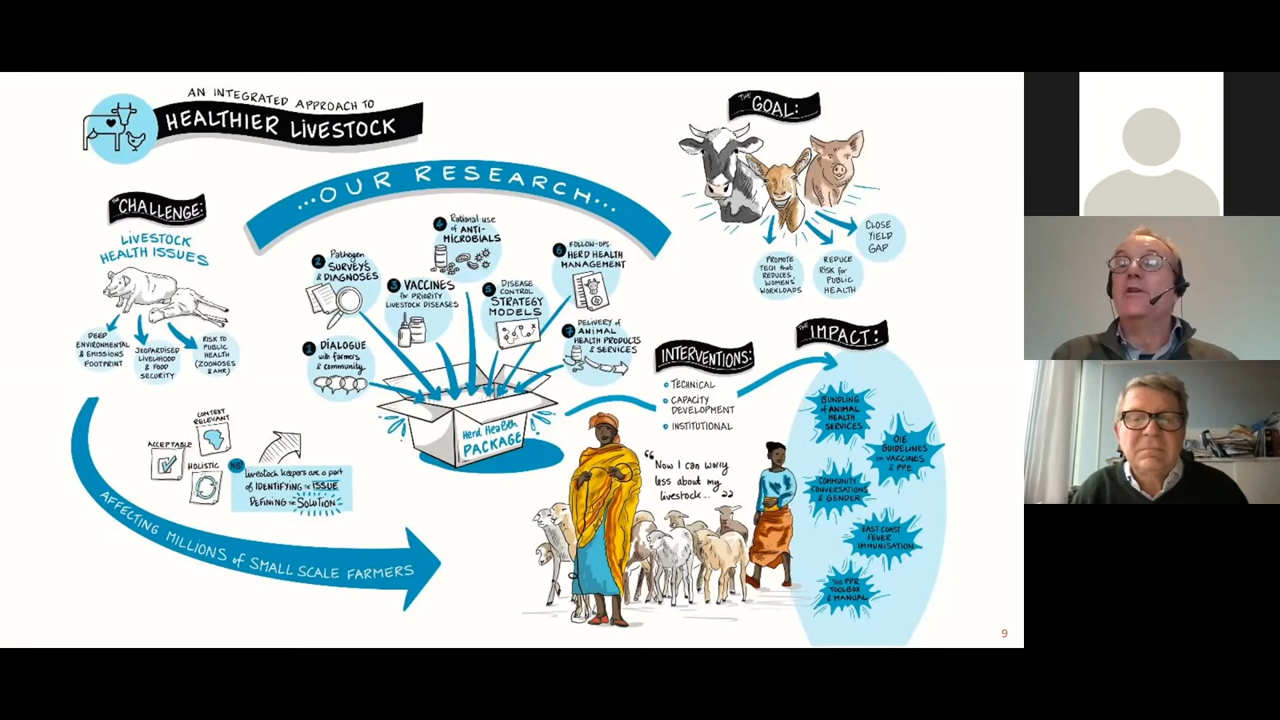 AN INTEGRATED APPROACH TO
HEALTHIER LIVESTOCK
THE CHALLENGE:
LIVESTOCK
HEALTH ISSUES
DEEP
ENVIRONMENTAL
& EMISSIONS
FOOTPRINT
JEOPARDISED
LIVELIHOOD
& FOOD
SECURITY
RISK TO
PUBLIC
HEALTH
(ZOONOSES
& AMR)
ACCEPTABLE
CONTEXT
RELEVANT
HOLISTIC
NB!
Livestock keepers are a part
of IDENTIFYING the ISSUE
DEFINING the SOLUTION
AFFECTING MILLIONS of SMALL SCALE FARMERS
...OUR RESEARCH...
1 DIALOGUE
with farmers
& community
2 Pathogen
SURVEYS
& DIAGNOSES
3 VACCINES
for PRIORITY
LIVESTOCK DISEASES
4 Rational use
of ANTI-
MICROBIALS
5 DISEASE
CONTROL
STRATEGY
MODELS
6 FOLLOW-UPS:
HERD HEALTH
MANAGEMENT
7 DELIVERY of
ANIMAL
HEALTH PRODUCTS
& SERVICES
Herd Health
PACKAGE
INTERVENTIONS:
TECHNICAL
CAPACITY
DEVELOPMENT
INSTITUTIONAL
"Now I can worry
less about my
livestock... "
THE GOAL:
PROMOTE
TECH that
REDUCES
WOMENS
WORKLOADS
REDUCE
RISK for
PUBLIC
HEALTH
CLOSE
YIELD
GAP
THE IMPACT:
BUNDLING
of ANIMAL
HEALTH
SERVICES
OIE
GUIDELINES
on VACCINES
& PPR
COMMUNITY
CONVERSATIONS
& GENDER
EAST COAST
FEVER
IMMUNISATION
THE PPR
TOOLBOX
& MANUAL
9